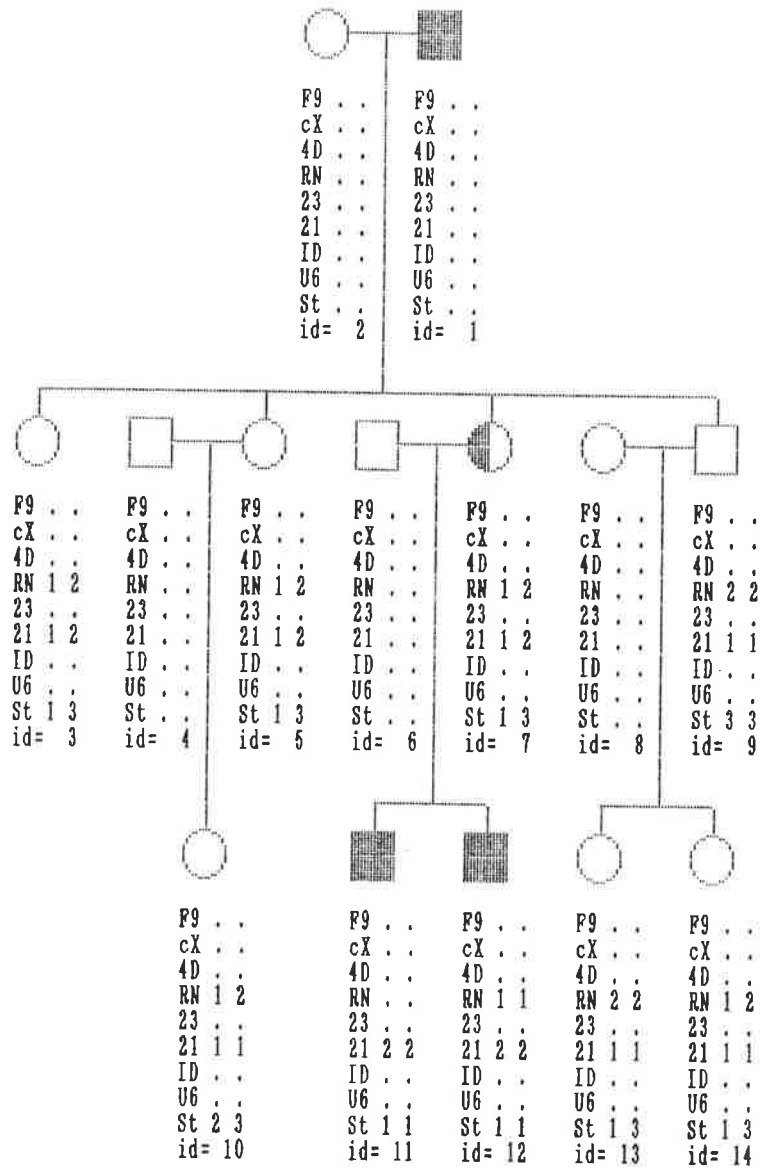 F9 . .
cX . .
4D . .
RN . .
23 . .
21 . .
ID . .
U6 . .
St . .
id= 2
F9 . .
cX . .
4D . .
RN . .
23 . .
21 . .
ID . .
U6 . .
St . .
id= 1
F9 . .
cX . .
4D . .
RN 1 2
23 . .
21 1 2
ID . .
U6 . .
St 1 3
id= 3
F9 . .
cX . .
4D . .
RN . .
23 . .
21 . .
ID . .
U6 . .
St . .
id= 4
F9 . .
cX . .
4D . .
RN 1 2
23 . .
21 1 2
ID . .
U6 . .
St 1 3
id= 5
F9 . .
cX . .
4D . .
RN . .
23 . .
21 . .
ID . .
U6 . .
St . .
id= 6
F9 . .
cX . .
4D . .
RN 1 2
23 . .
21 1 2
ID . .
U6 . .
St 1 3
id= 7
F9 . .
cX . .
4D . .
RN . .
23 . .
21 . .
ID . .
U6 . .
St . .
id= 8
F9 . .
cX . .
4D . .
RN 2 2
23 . .
21 1 1
ID . .
U6 . .
St 3 3
id= 9
F9 . .
cX . .
4D . .
RN 1 2
23 . .
21 1 1
ID . .
U6 . .
St 2 3
id= 10
F9 . .
cX . .
4D . .
RN . .
23 . .
21 2 2
ID . .
U6 . .
St 1 1
id= 11
F9 . .
cX . .
4D . .
RN 1 1
23 . .
21 2 2
ID . .
U6 . .
St 1 1
id= 12
F9 . .
cX . .
4D . .
RN 2 2
23 . .
21 1 1
ID . .
U6 . .
St 1 3
id= 13
F9 . .
cX . .
4D . .
RN 1 2
23 . .
21 1 1
ID . .
U6 . .
St 1 3
id= 14